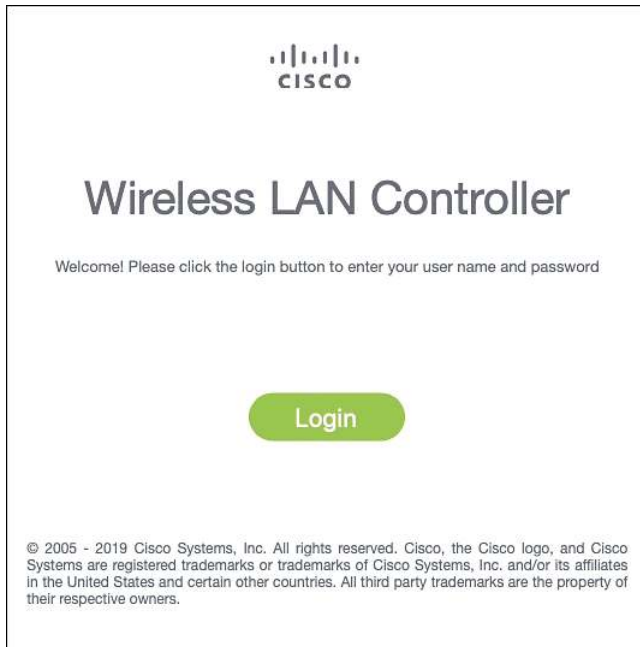 CISCO
Wireless LAN Controller
Welcome! Please click the login button to enter your user name and password
Login
© 2005 - 2019 Cisco Systems, Inc. All rights reserved. Cisco, the Cisco logo, and Cisco
Systems are registered trademarks or trademarks of Cisco Systems, Inc. and/or its affiliates
in the United States and certain other countries. All third party trademarks are the property of
their respective owners.